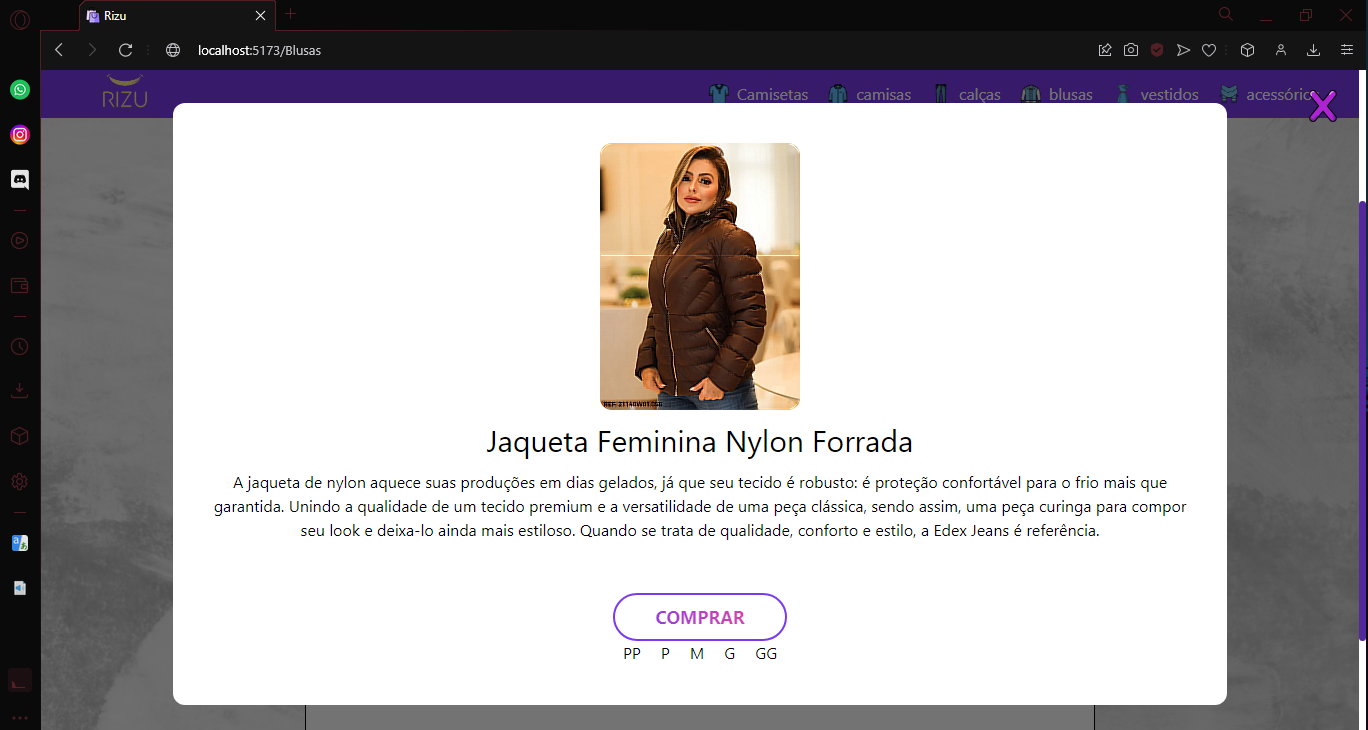 Rizu
localhost:5173/Blusas
RIZU
Camisetas camisas calças blusas vestidos
Jaqueta Feminina Nylon Forrada
A jaqueta de nylon aquece suas produções em dias gelados, já que seu tecido é robusto: é proteção confortável para o frio mais que
garantida. Unindo a qualidade de um tecido premium e a versatilidade de uma peça clássica, sendo assim, uma peça curinga para compor
seu look e deixa-lo ainda mais estiloso. Quando se trata de qualidade, conforto e estilo, a Edex Jeans é referência.
COMPRAR
PP P M G GG